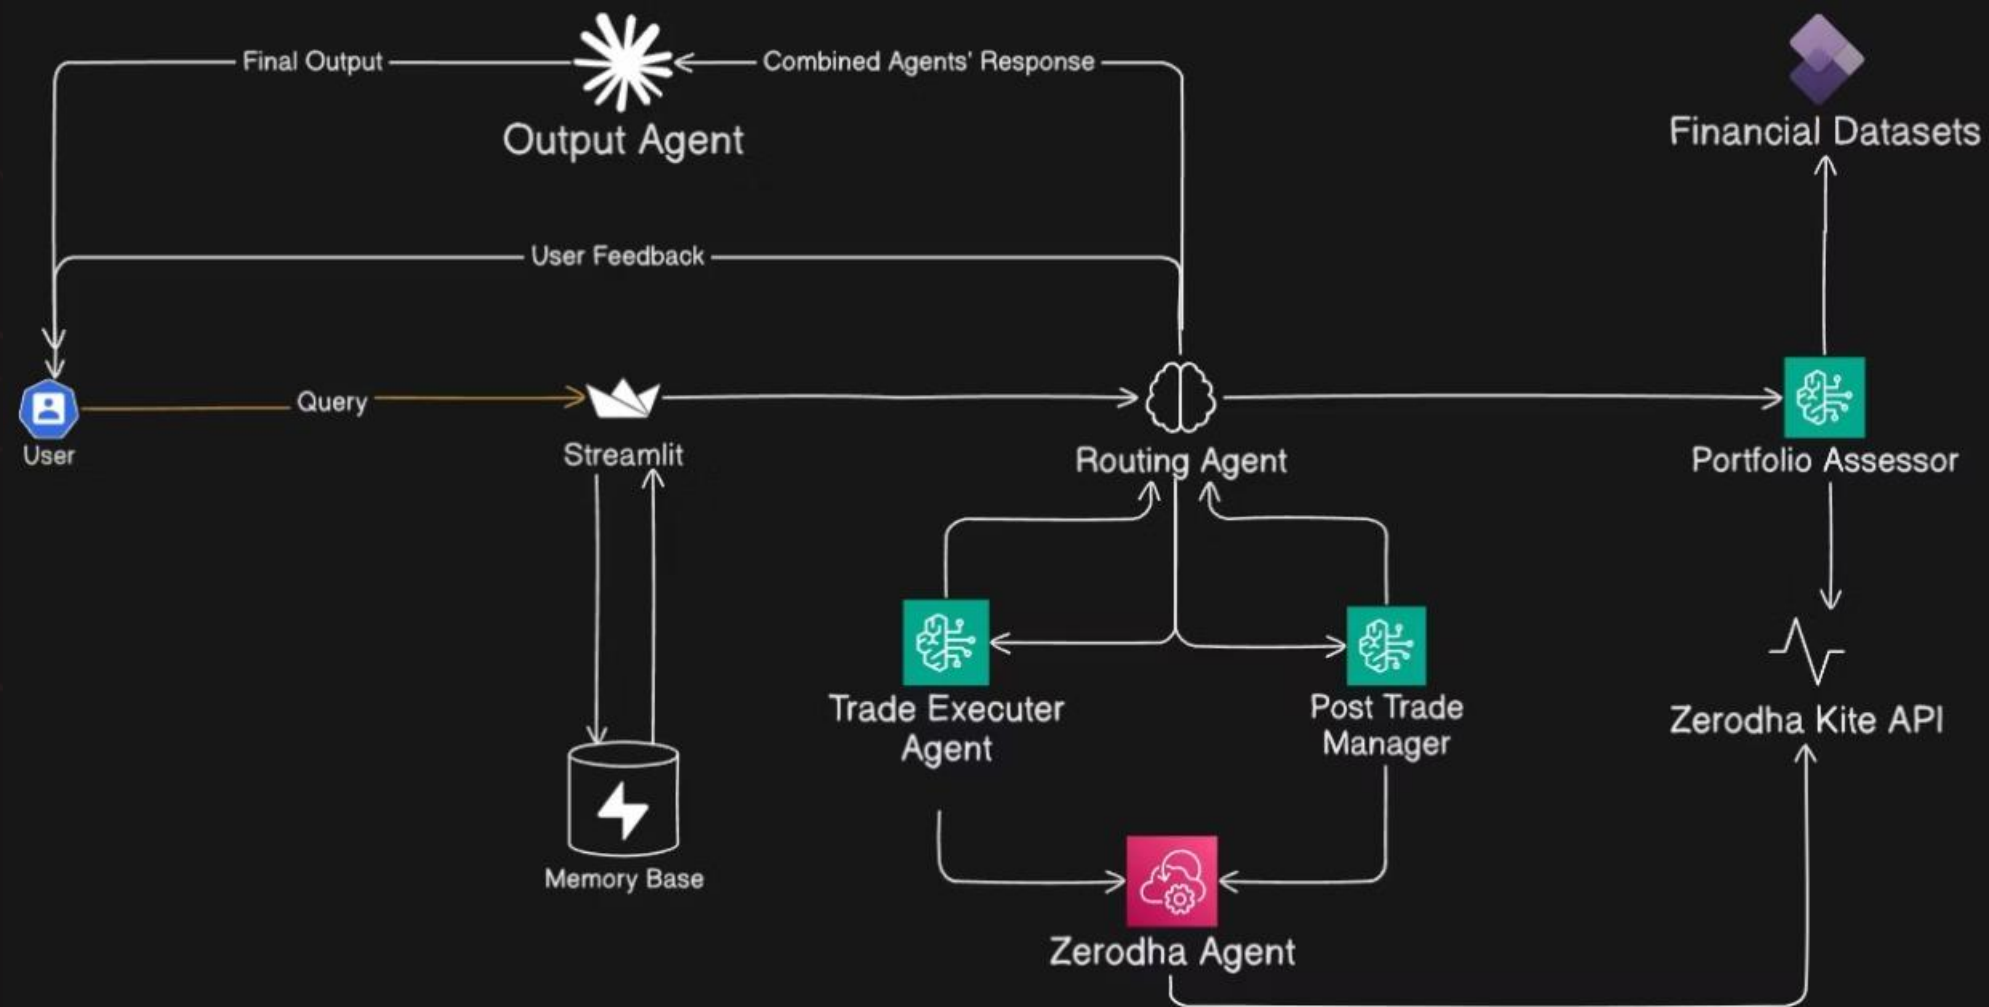 Final Output
Combined Agents' Response
Output Agent
Financial Datasets
User Feedback
Query
User
Streamlit
Routing Agent
Portfolio Assessor
Trade Executer
Agent
Post Trade
Manager
Zerodha Kite API
Memory Base
Zerodha Agent